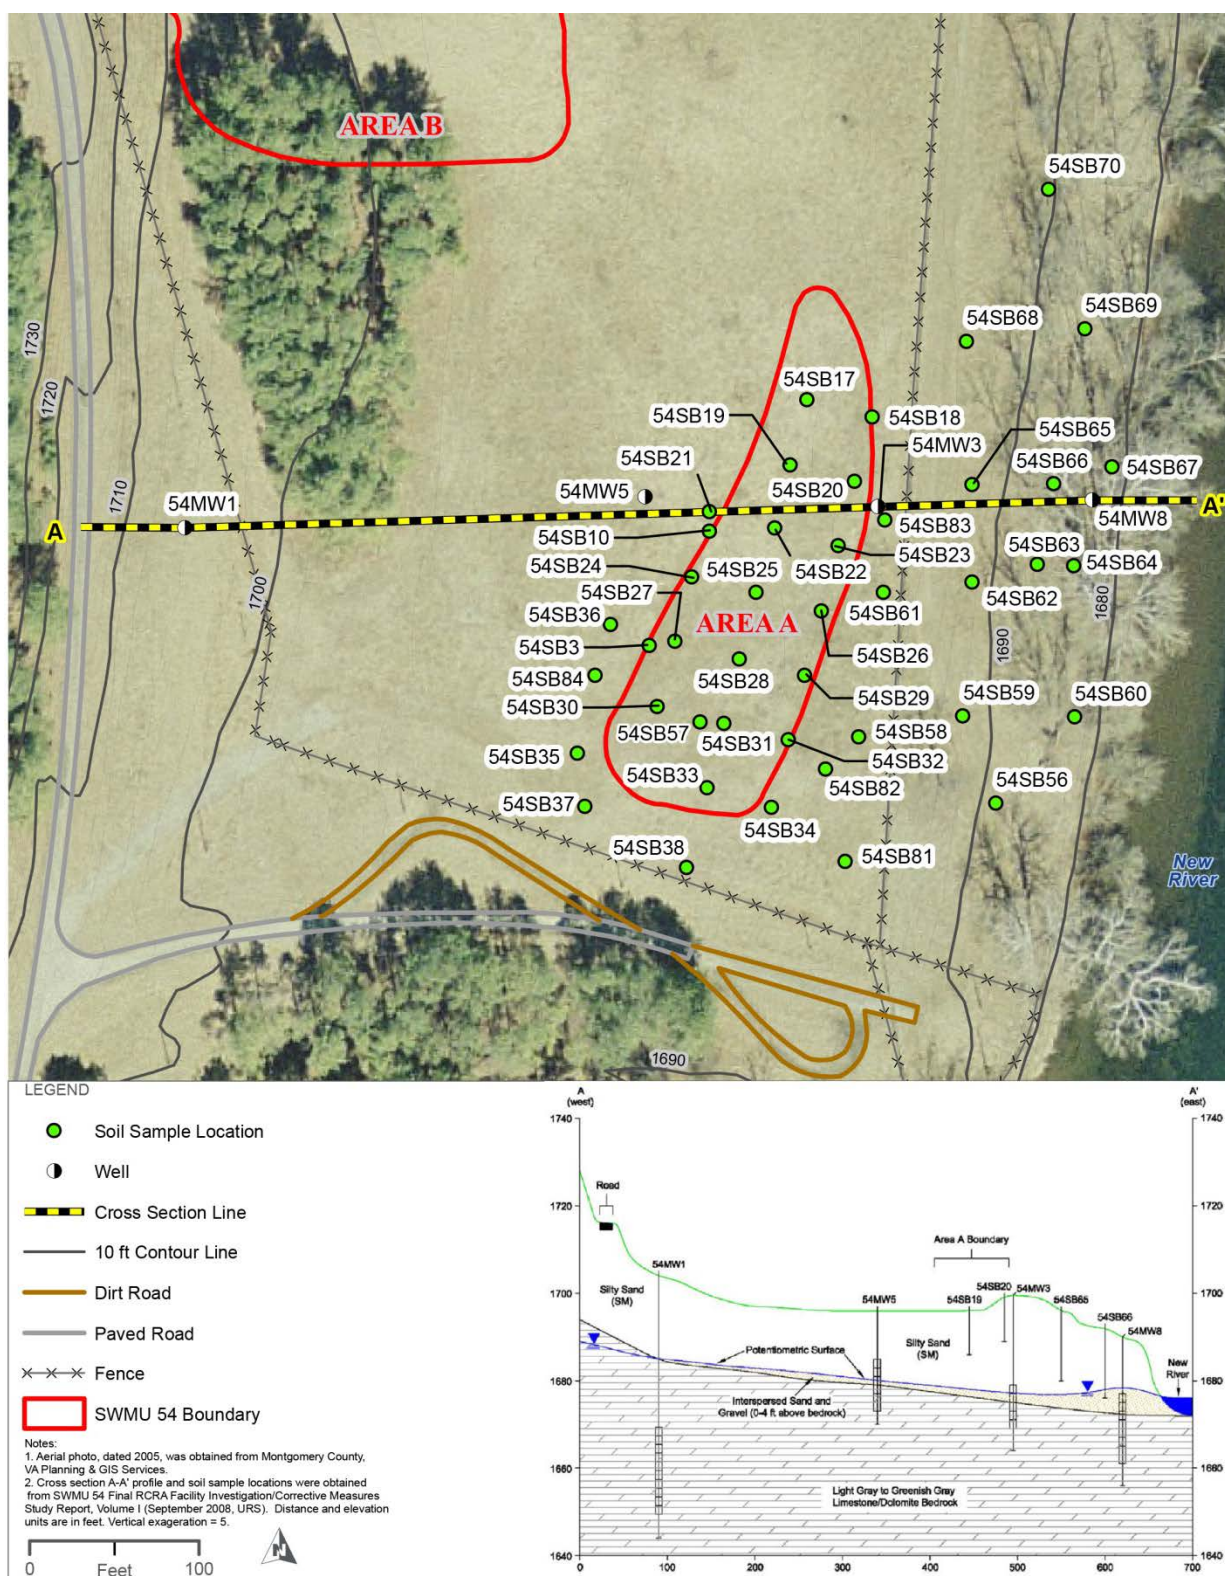 AREA B
54SB70
54SB68
54SB69
1730
1720
1710
54SB17
54SB19
54SB18
54MW3
54SB65
54SB66
54SB67
54SB21
54MW5
54SB20
54MW1
A
A'
54MW8
54SB10
54SB83
54SB23
54SB63
54SB22
54SB64
54SB24
54SB25
54SB27
54SB62
54SB61
1700
1680
54SB36
AREA A
1690
54SB26
54SB3
54SB28
54SB84
54SB29
54SB30
54SB59
54SB60
54SB57
54SB31
54SB58
54SB35
54SB32
54SB33
54SB82
54SB56
54SB37
54SB34
54SB38
54SB81
New
River
1690
LEGEND
Soil Sample Location
Well
Cross Section Line
10 ft Contour Line
Dirt Road
Paved Road
Fence
SWMU 54 Boundary
Notes:
1. Aerial photo, dated 2005, was obtained from Montgomery County,
VA Planning & GIS Services.
2. Cross section A-A' profile and soil sample locations were obtained
from SWMU 54 Final RCRA Facility Investigation/Corrective Measures
Study Report, Volume I (September 2008, URS). Distance and elevation
units are in feet. Vertical exageration = 5.
0 Feet 100
N
A
(west)
A'
(east)
1740
1740
1720
1720
1700
1700
1680
1680
1660
1660
1640
1640
0 100 200 300 400 500 600 700
Road
Area A Boundary
54MW1
54MW5
54SB19
54SB20
54MW3
54SB65
54SB66
54MW8
Silty Sand
(SM)
Silty Sand
(SM)
Potentiometric Surface
New
River
Interspersed Sand and
Gravel (0-4 ft above bedrock)
Light Gray to Greenish Gray
Limestone/Dolomite Bedrock